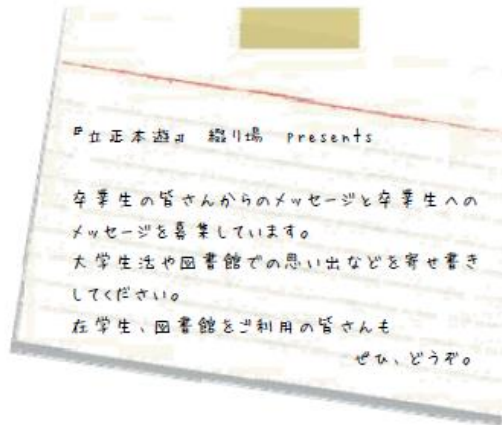 『立正本遊』 綴り場 presents
卒業生の皆さんからのメッセージと卒業生への
メッセージを募集しています。
大学生活や図書館での思い出などを寄せ書き
してください。
在学生、図書館をご利用の皆さんも
ぜひ、どうぞ。